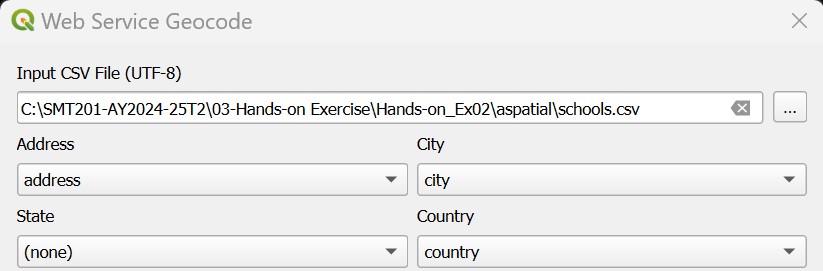 Web Service Geocode
Input CSV File (UTF-8)
C:\SMT201-AY2024-25T2\03-Hands-on Exercise\Hands-on_Ex02\aspatial\schools.csv ...
Address City
address city
State Country
(none) country